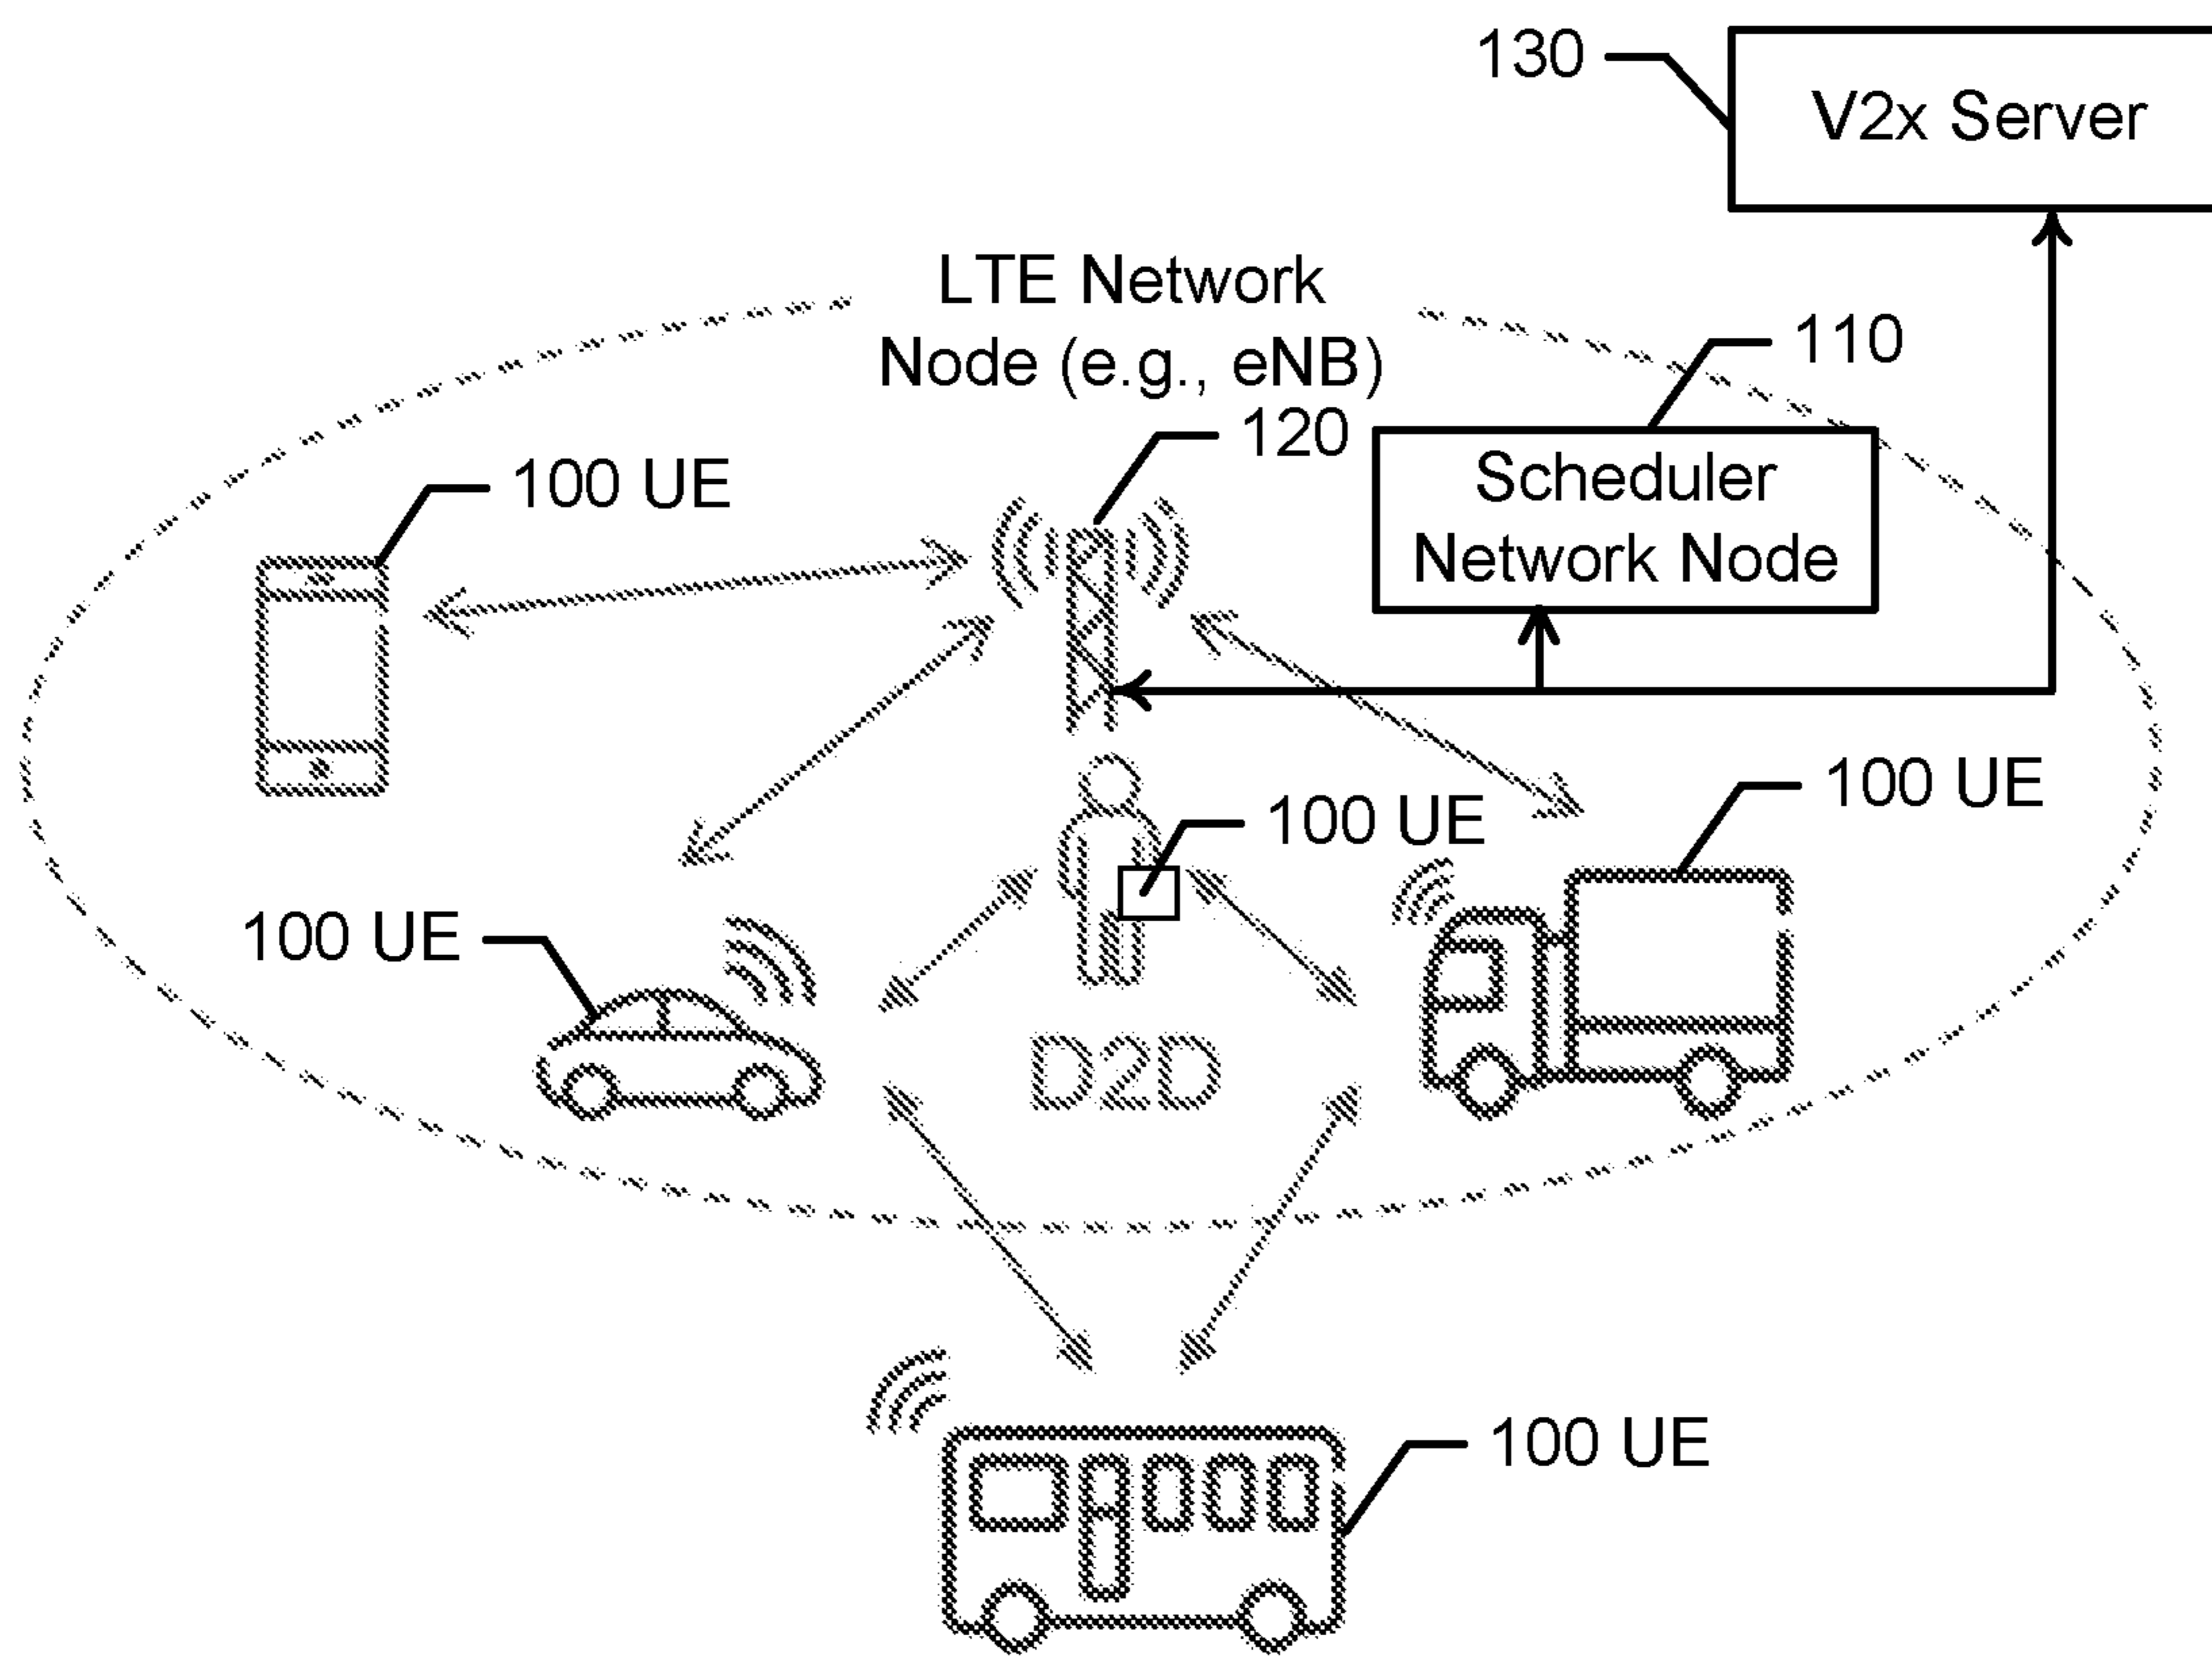 130
V2x Server
LTE Network
Node (e.g., eNB)
110
120
Scheduler
Network Node
100 UE
100 UE
100 UE
100 UE
D2D
100 UE